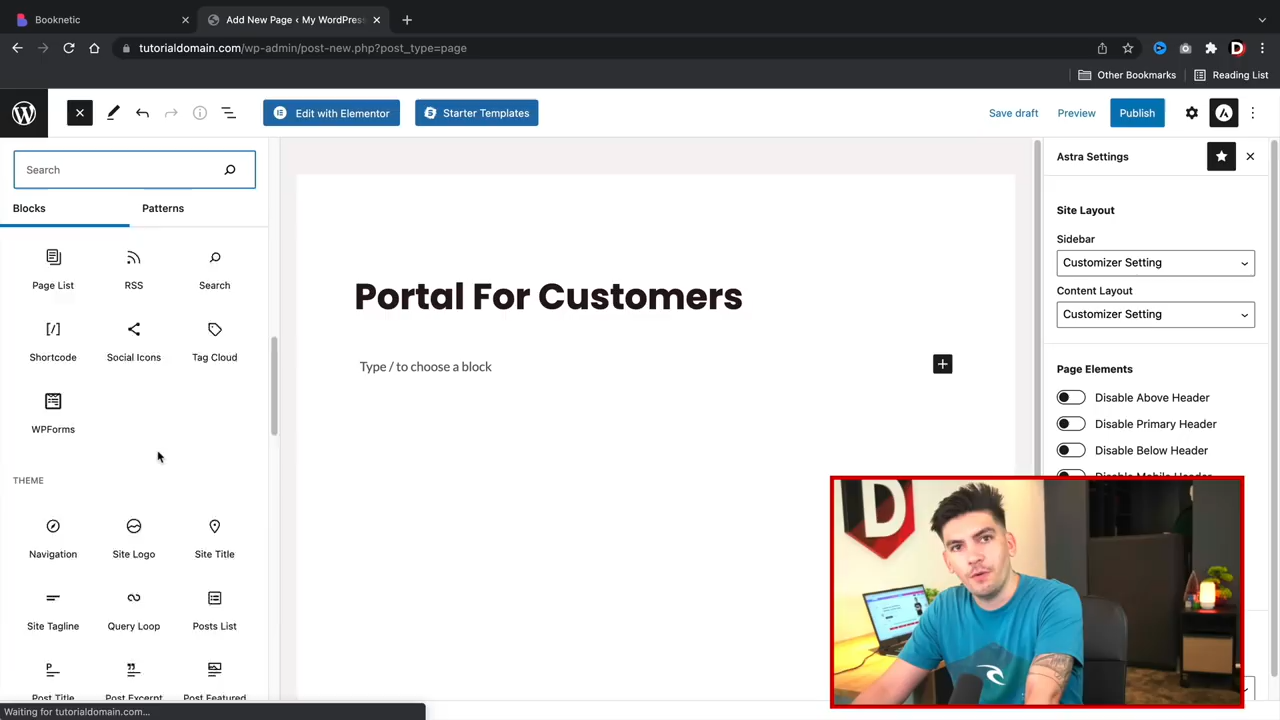 Booknetic
Add New Page ‹ My WordPress
tutorialdomain.com/wp-admin/post-new.php?post_type=page
D
Other Bookmarks
Reading List
Edit with Elementor
Starter Templates
Save draft
Preview
Publish
Search
Astra Settings
Blocks
Patterns
Site Layout
Sidebar
Customizer Setting
Content Layout
Customizer Setting
Page List
RSS
Search
Portal For Customers
Shortcode
Social Icons
Tag Cloud
Type / to choose a block
Page Elements
Disable Above Header
Disable Primary Header
Disable Below Header
Disable Mobile Header
WPForms
THEME
D
Navigation
Site Logo
Site Title
Site Tagline
Query Loop
Posts List
Post Title
Post Excerpt
Post Featured
Waiting for tutorialdomain.com...